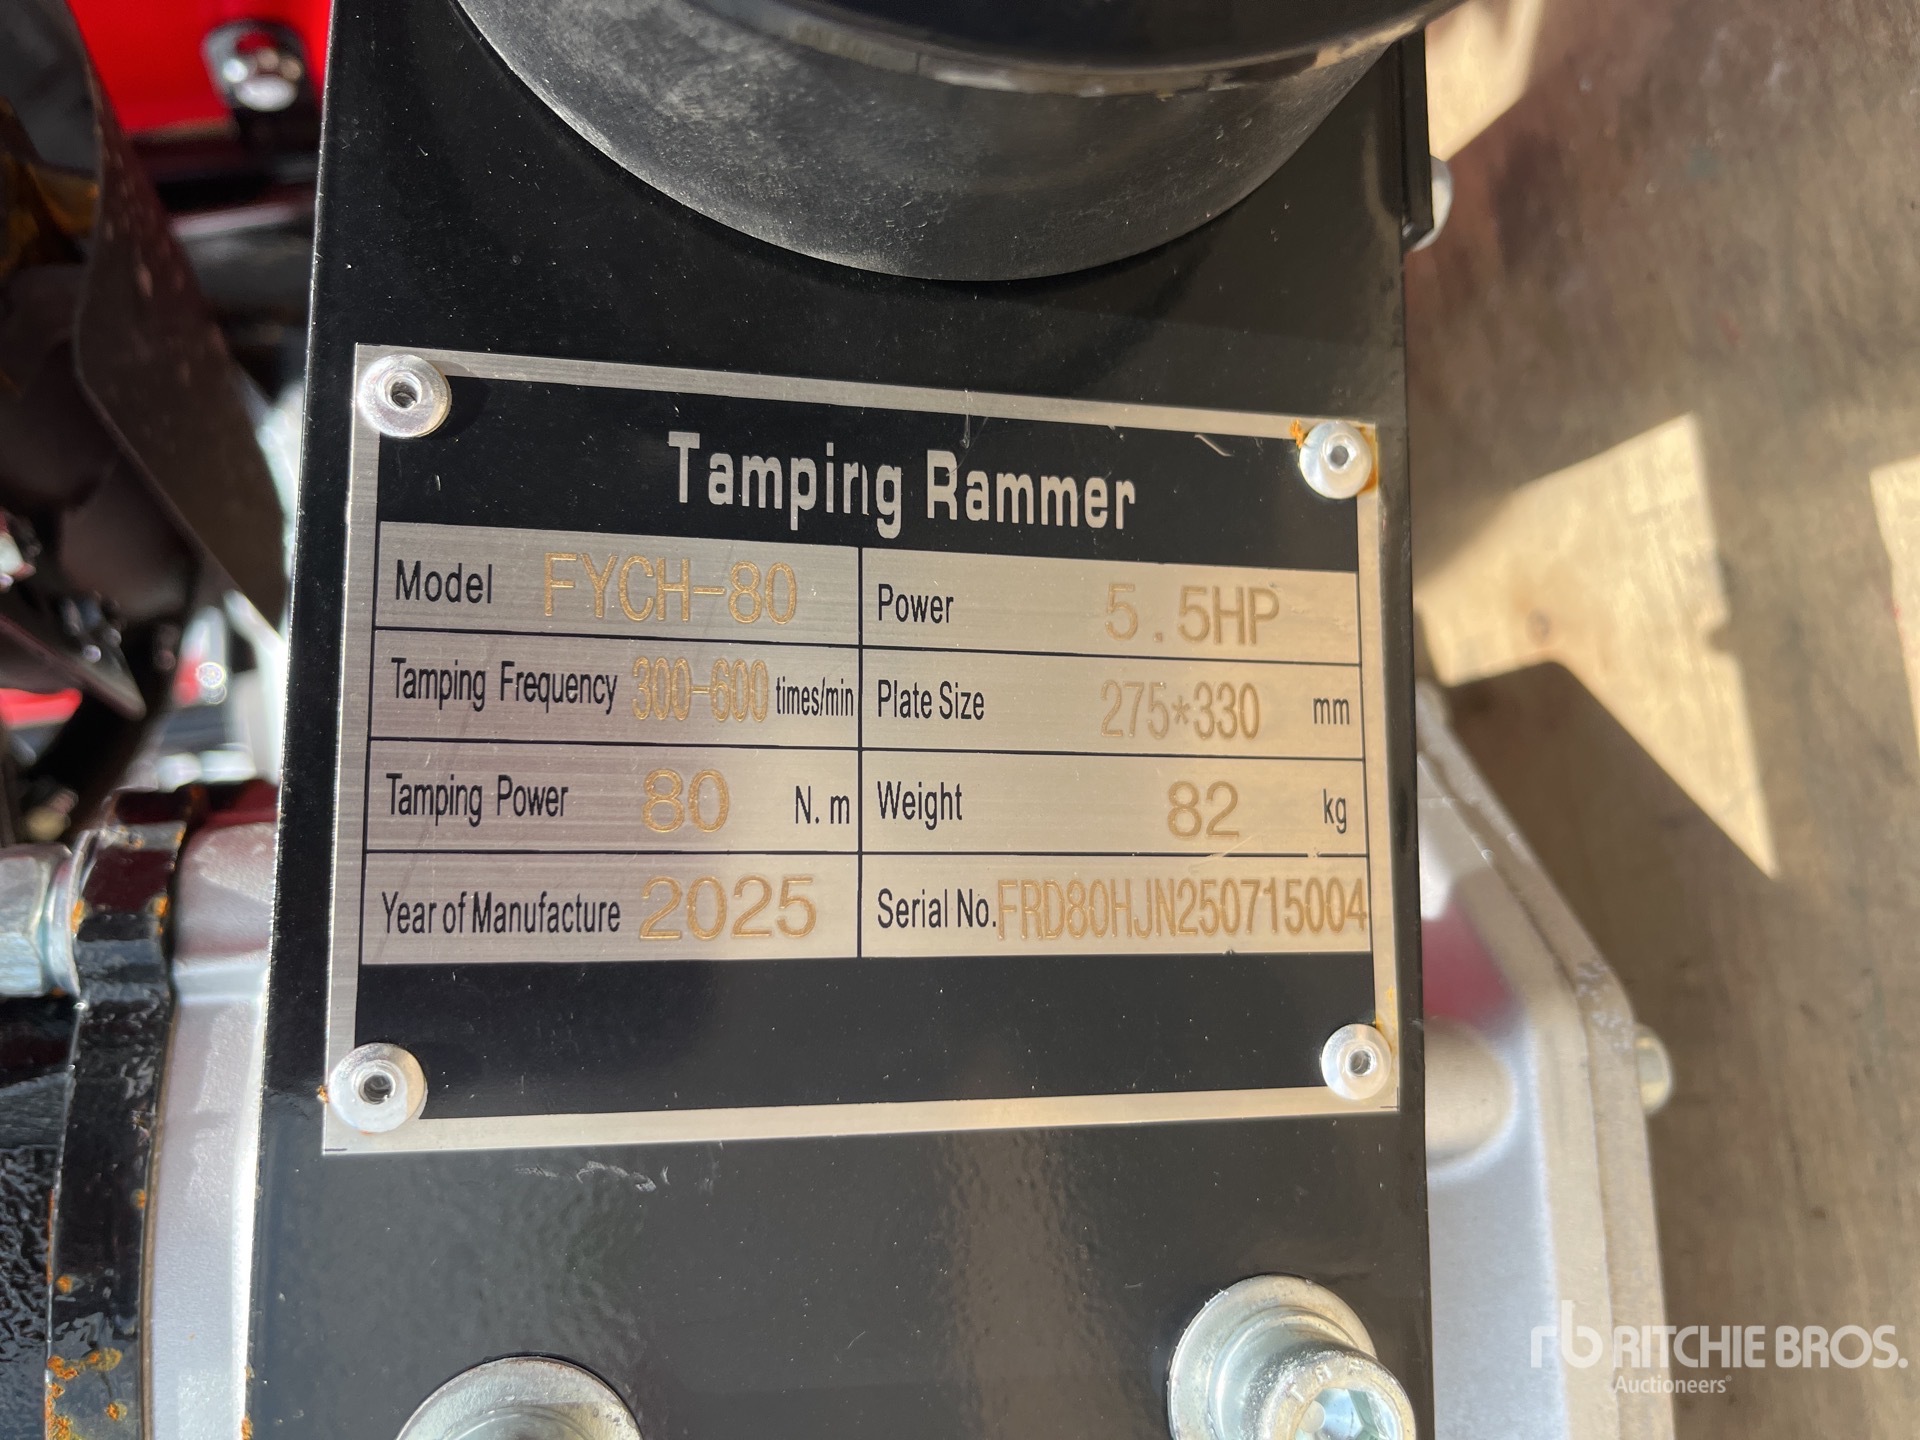 Tamping Rammer
Model FYCH-80 Power 5.5HP
Tamping Frequency 300-600 times/min Plate Size 275*330 mm
Tamping Power 80 N.m Weight 82 kg
Year of Manufacture 2025 Serial No. FRD80HJN250715004
rb RITCHIE BROS.
Auctioneers